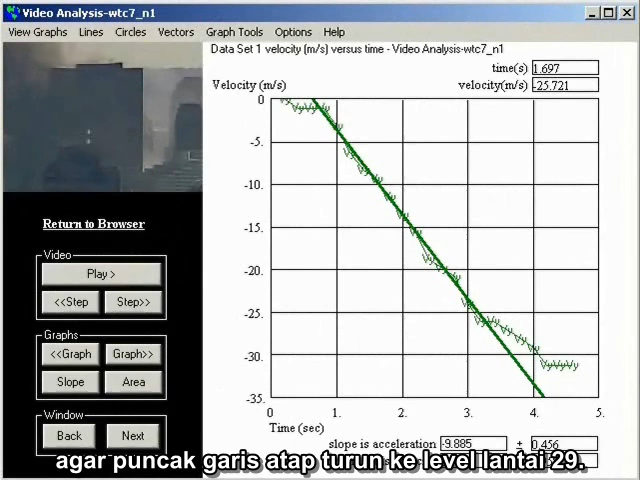 Video Analysis-wtc7_n1
View Graphs Lines Circles Vectors Graph Tools Options Help
Data Set 1 velocity (m/s) versus time - Video Analysis-wtc7_n1
time(s) 1.697
Velocity (m/s) velocity(m/s) -25.721
0
-5.
-10.
-15.
-20.
-25.
-30.
-35.
0 1. 2. 3. 4. 5.
Time (sec)
slope is acceleration -9.885 ± 0.456
Return to Browser
Video
Play >
<<Step Step>>
Graphs
<<Graph Graph>>
Slope Area
Window
Back Next
agar puncak garis atap turun ke level lantai 29.